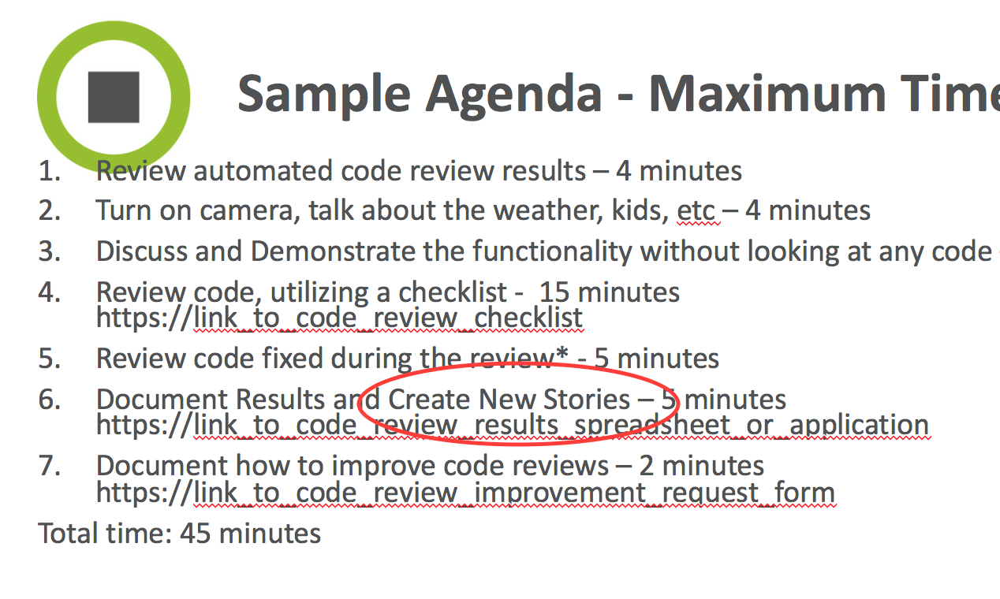 Sample Agenda - Maximum Time
1. Review automated code review results – 4 minutes
2. Turn on camera, talk about the weather, kids, etc – 4 minutes
3. Discuss and Demonstrate the functionality without looking at any code
4. Review code, utilizing a checklist -  15 minutes
https://link_to_code_review_checklist
5. Review code fixed during the review* - 5 minutes
6. Document Results and Create New Stories – 5 minutes
https://link_to_code_review_results_spreadsheet_or_application
7. Document how to improve code reviews – 2 minutes
https://link_to_code_review_improvement_request_form
Total time: 45 minutes